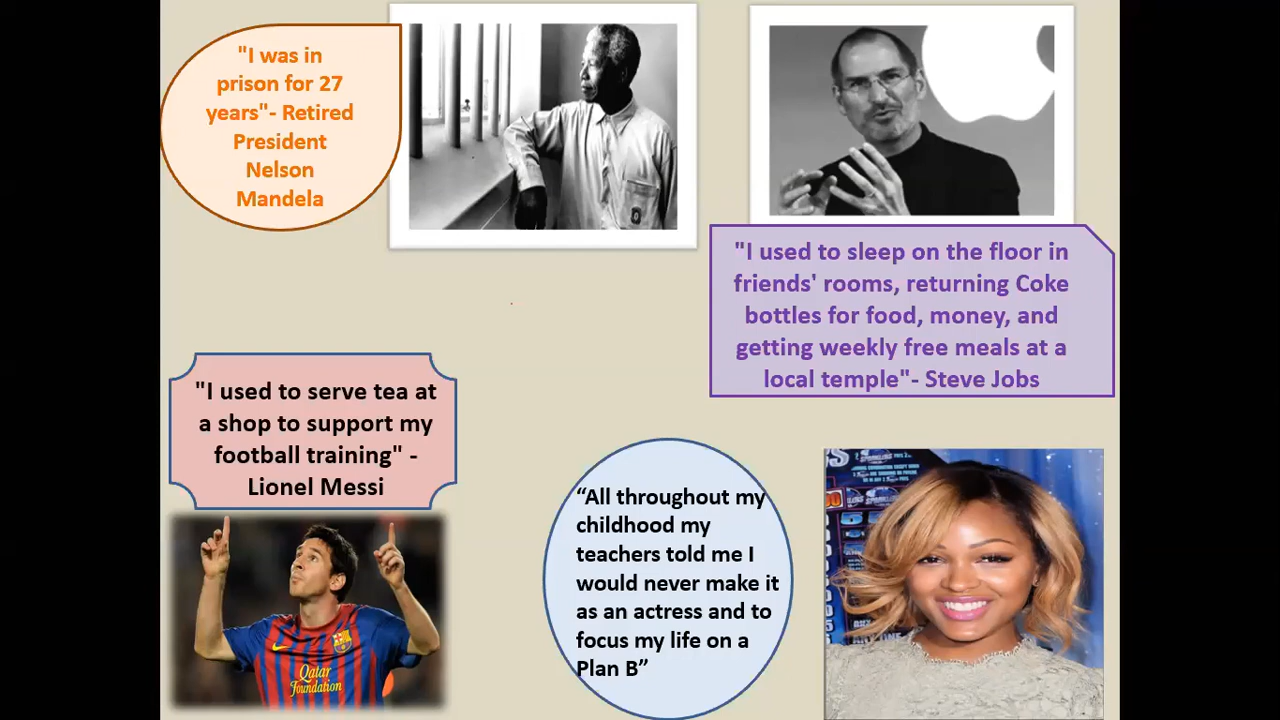 "I was in
prison for 27
years"- Retired
President
Nelson
Mandela
"I used to sleep on the floor in
friends' rooms, returning Coke
bottles for food, money, and
getting weekly free meals at a
local temple"- Steve Jobs
"I used to serve tea at
a shop to support my
football training" -
Lionel Messi
Qatar
Foundation
“All throughout my
childhood my
teachers told me I
would never make it
as an actress and to
focus my life on a
Plan B”